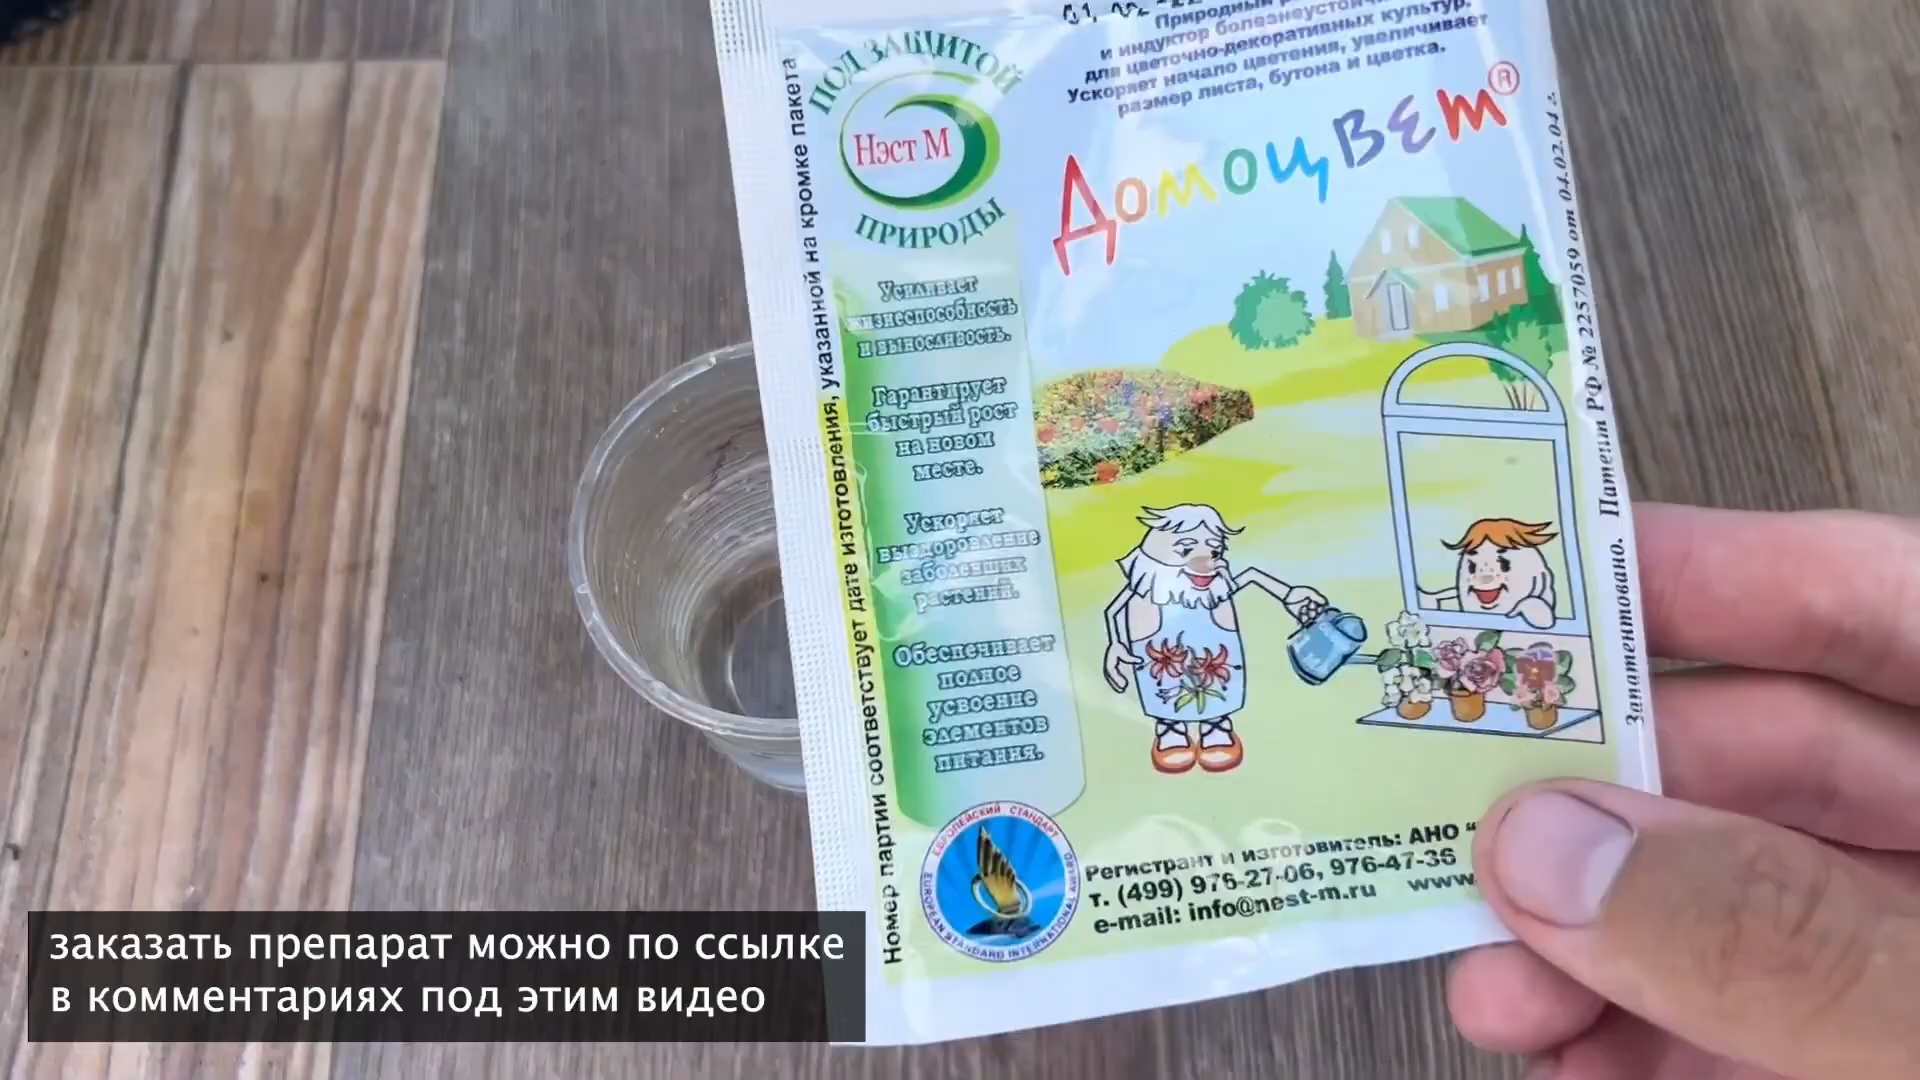 Природный
и индуктор болезнеустойч
для цветочно-декоративных культур.
Ускоряет начало цветения, увеличивает
размер листа, бутона и цветка.
ПОД ЗАЩИТОЙ
Нэст М
ПРИРОДЫ
Домоцвет®
Усиливает
жизнеспособность
и выносливость.
Гарантирует
быстрый рост
на новом
месте.
Ускоряет
выздоровление
заболевших
растений.
Обеспечивает
полное
усвоение
элементов
питания.
Номер партии соответствует дате изготовления, указанной на кромке пакета
Запатентовано. Патент РФ № 2257059 от 04.02.04 г.
ЕВРОПЕЙСКИЙ СТАНДАРТ
EUROPEAN STANDARD INTERNATIONAL AWARD
Регистрант и изготовитель: АНО "
т. (499) 976-27-06, 976-47-36
e-mail: info@nest-m.ru www.
заказать препарат можно по ссылке
в комментариях под этим видео